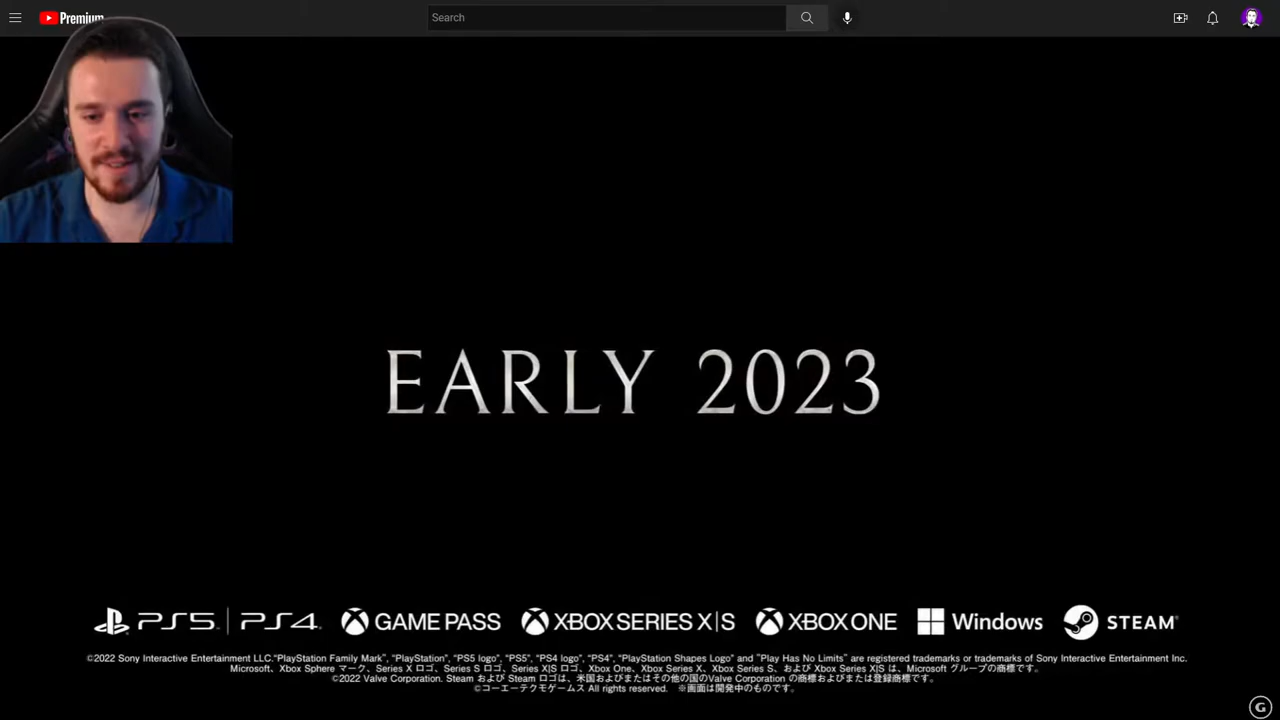 Premium
Search
EARLY 2023
PS5 | PS4 GAME PASS XBOX SERIES X|S XBOX ONE Windows STEAM
©2022 Sony Interactive Entertainment LLC."PlayStation Family Mark", "PlayStation", "PS5 logo", "PS5", "PS4 logo", "PS4", "PlayStation Shapes Logo" and "Play Has No Limits" are registered trademarks or trademarks of Sony Interactive Entertainment Inc.
Microsoft、Xbox Sphere マーク、Series X ロゴ、Series S ロゴ、Series X|S ロゴ、Xbox One、Xbox Series X、Xbox Series S、および Xbox Series X|S は、Microsoft グループの商標です。
©2022 Valve Corporation. Steam および Steam ロゴは、米国およびまたはその他の国のValve Corporation の商標およびまたは登録商標です。
©コーエーテクモゲームス All rights reserved. ※画面は開発中のものです。
G